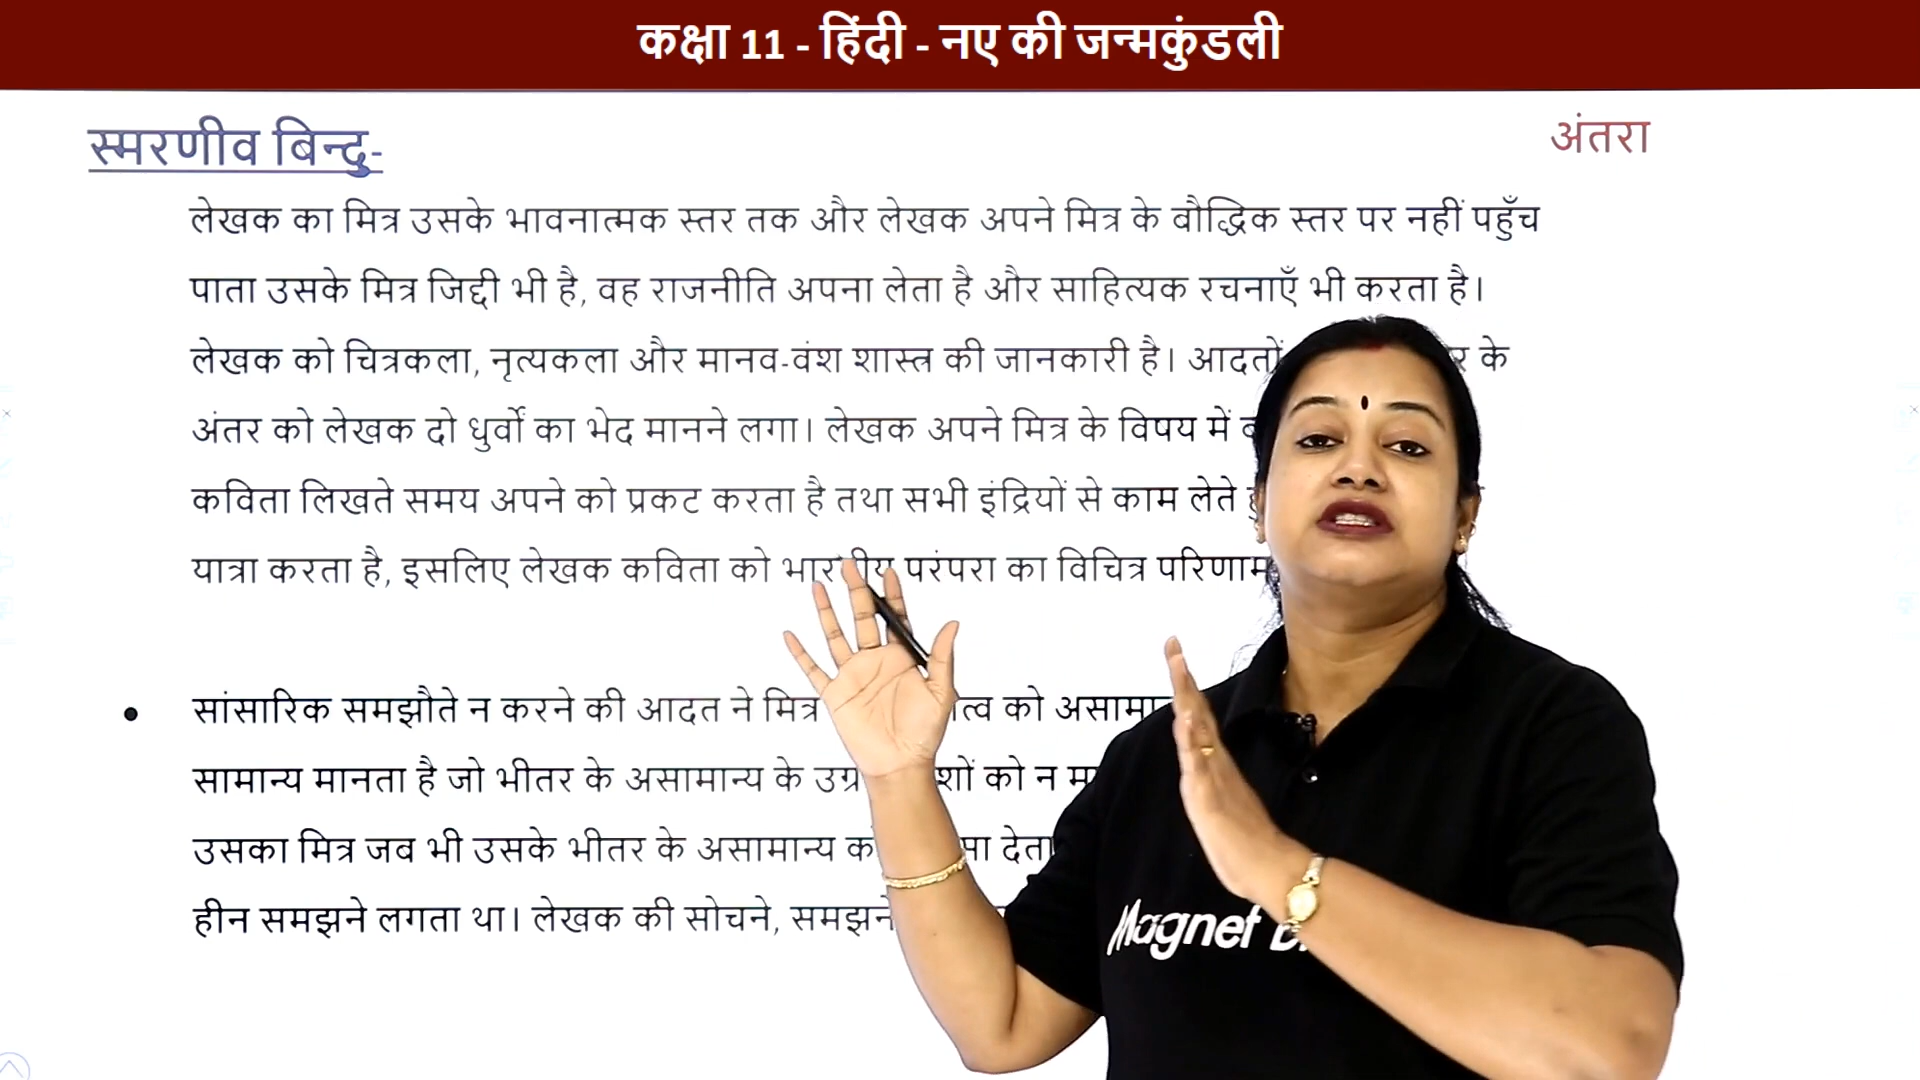 कक्षा 11 - हिंदी - नए की जन्मकुंडली
स्मरणीव बिन्दु-
अंतरा
लेखक का मित्र उसके भावनात्मक स्तर तक और लेखक अपने मित्र के वौद्धिक स्तर पर नहीं पहुँच
पाता उसके मित्र जिद्दी भी है, वह राजनीति अपना लेता है और साहित्यक रचनाएँ भी करता है।
लेखक को चित्रकला, नृत्यकला और मानव-वंश शास्त्र की जानकारी है। आदतों के
अंतर को लेखक दो धुर्वों का भेद मानने लगा। लेखक अपने मित्र के विषय में
कविता लिखते समय अपने को प्रकट करता है तथा सभी इंद्रियों से काम लेते
यात्रा करता है, इसलिए लेखक कविता को परंपरा का विचित्र परिणाम
• सांसारिक समझौते न करने की आदत ने मित्र को
सामान्य मानता है जो भीतर के असामान्य के को न
उसका मित्र जब भी उसके भीतर के असामान्य देता
हीन समझने लगता था। लेखक की सोचने, समझने
Magnet